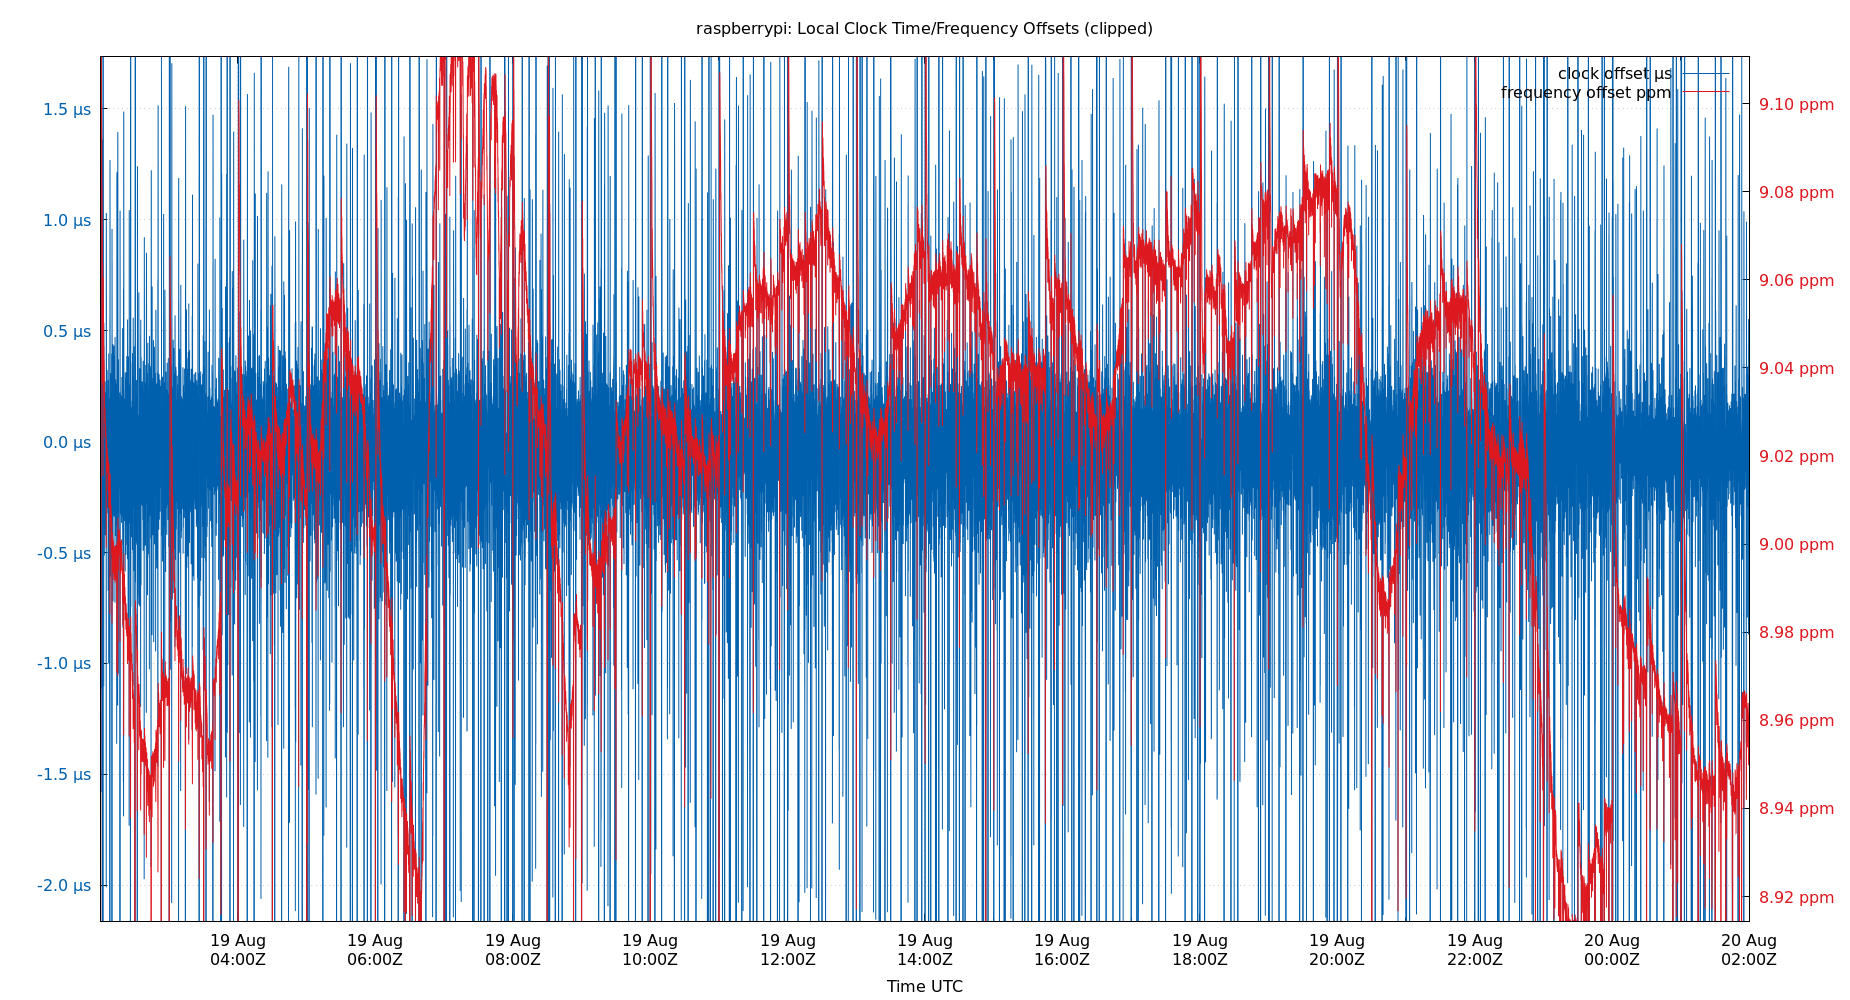 raspberrypi: Local Clock Time/Frequency Offsets (clipped)
clock offset µs
frequency offset ppm
1.5 µs
1.0 µs
0.5 µs
0.0 µs
-0.5 µs
-1.0 µs
-1.5 µs
-2.0 µs
9.10 ppm
9.08 ppm
9.06 ppm
9.04 ppm
9.02 ppm
9.00 ppm
8.98 ppm
8.96 ppm
8.94 ppm
8.92 ppm
19 Aug 19 Aug 19 Aug 19 Aug 19 Aug 19 Aug 19 Aug 19 Aug 19 Aug 19 Aug 20 Aug 20 Aug
04:00Z 06:00Z 08:00Z 10:00Z 12:00Z 14:00Z 16:00Z 18:00Z 20:00Z 22:00Z 00:00Z 02:00Z
Time UTC